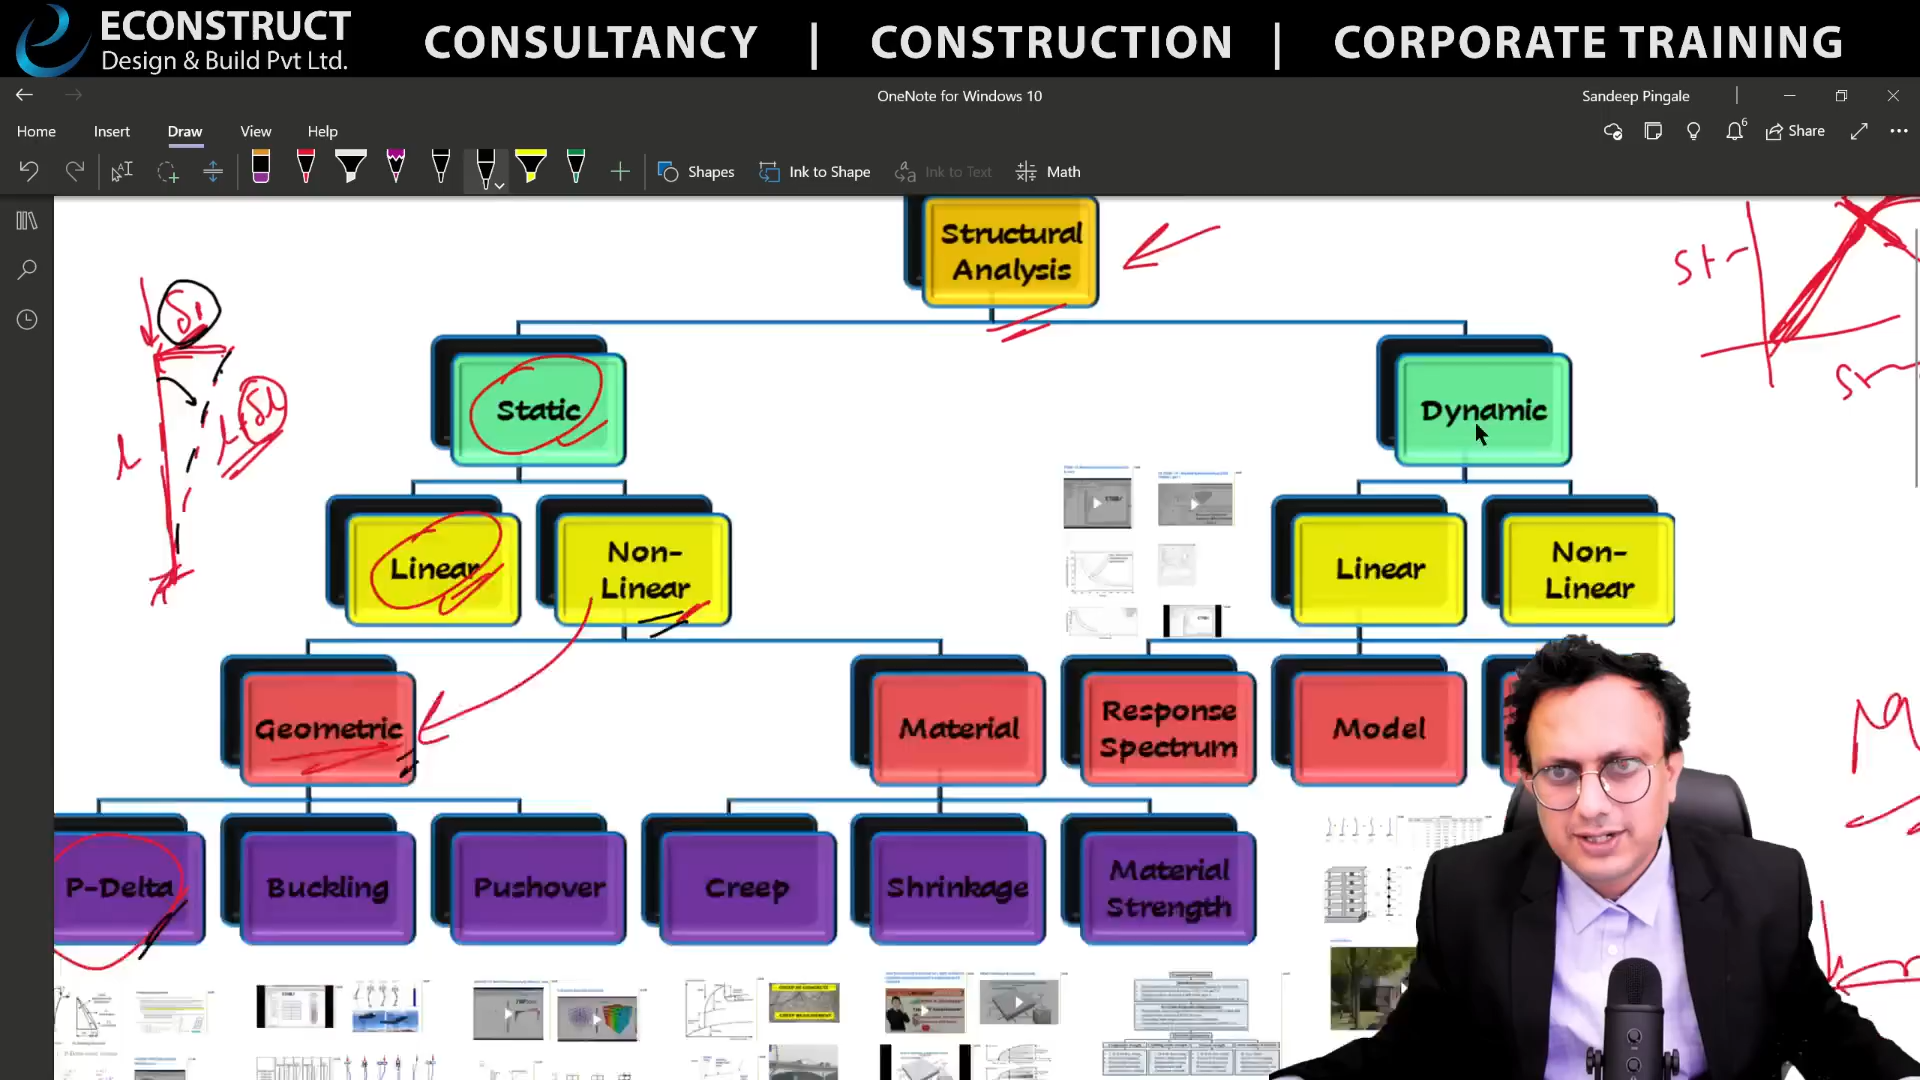 ECONSTRUCT
Design & Build Pvt Ltd.
CONSULTANCY | CONSTRUCTION | CORPORATE TRAINING
OneNote for Windows 10
Sandeep Pingale
Home Insert Draw View Help
6
Share
Shapes
Ink to Shape
Ink to Text
Math
Structural
Analysis
Static
Dynamic
Linear
Non-
Linear
Linear
Non-
Linear
Geometric
Material
Response
Spectrum
Model
P-Delta
Buckling
Pushover
Creep
Shrinkage
Material
Strength